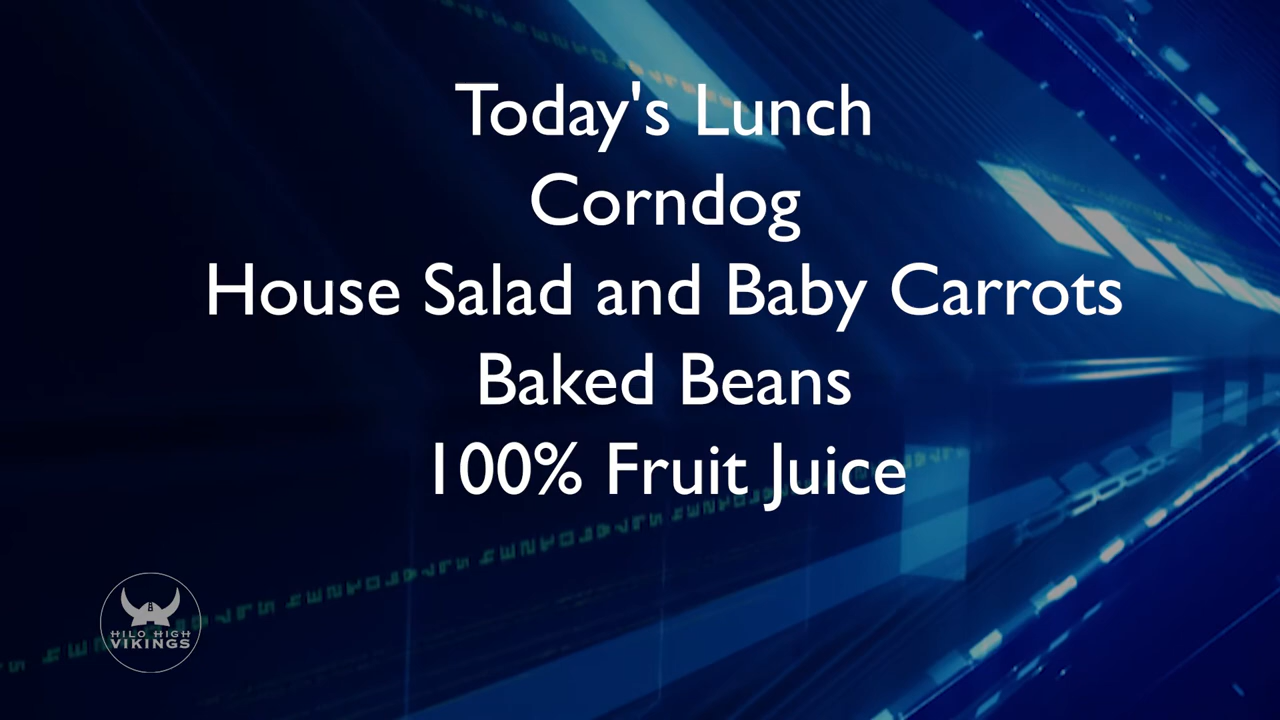 Today's Lunch
Corndog
House Salad and Baby Carrots
Baked Beans
100% Fruit Juice
HILO HIGH
VIKINGS